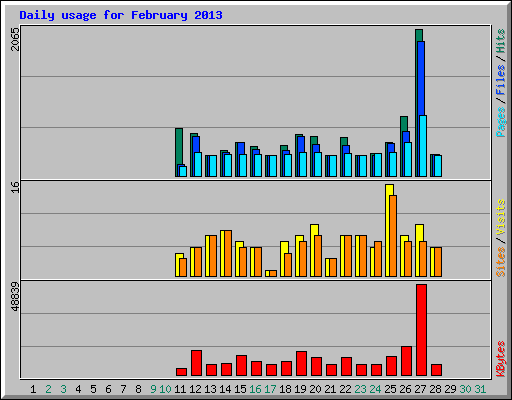 Daily usage for February 2013
2065
Pages / Files / Hits
16
Sites / Visits
48839
KBytes
1 2 3 4 5 6 7 8 9 10 11 12 13 14 15 16 17 18 19 20 21 22 23 24 25 26 27 28 29 30 31